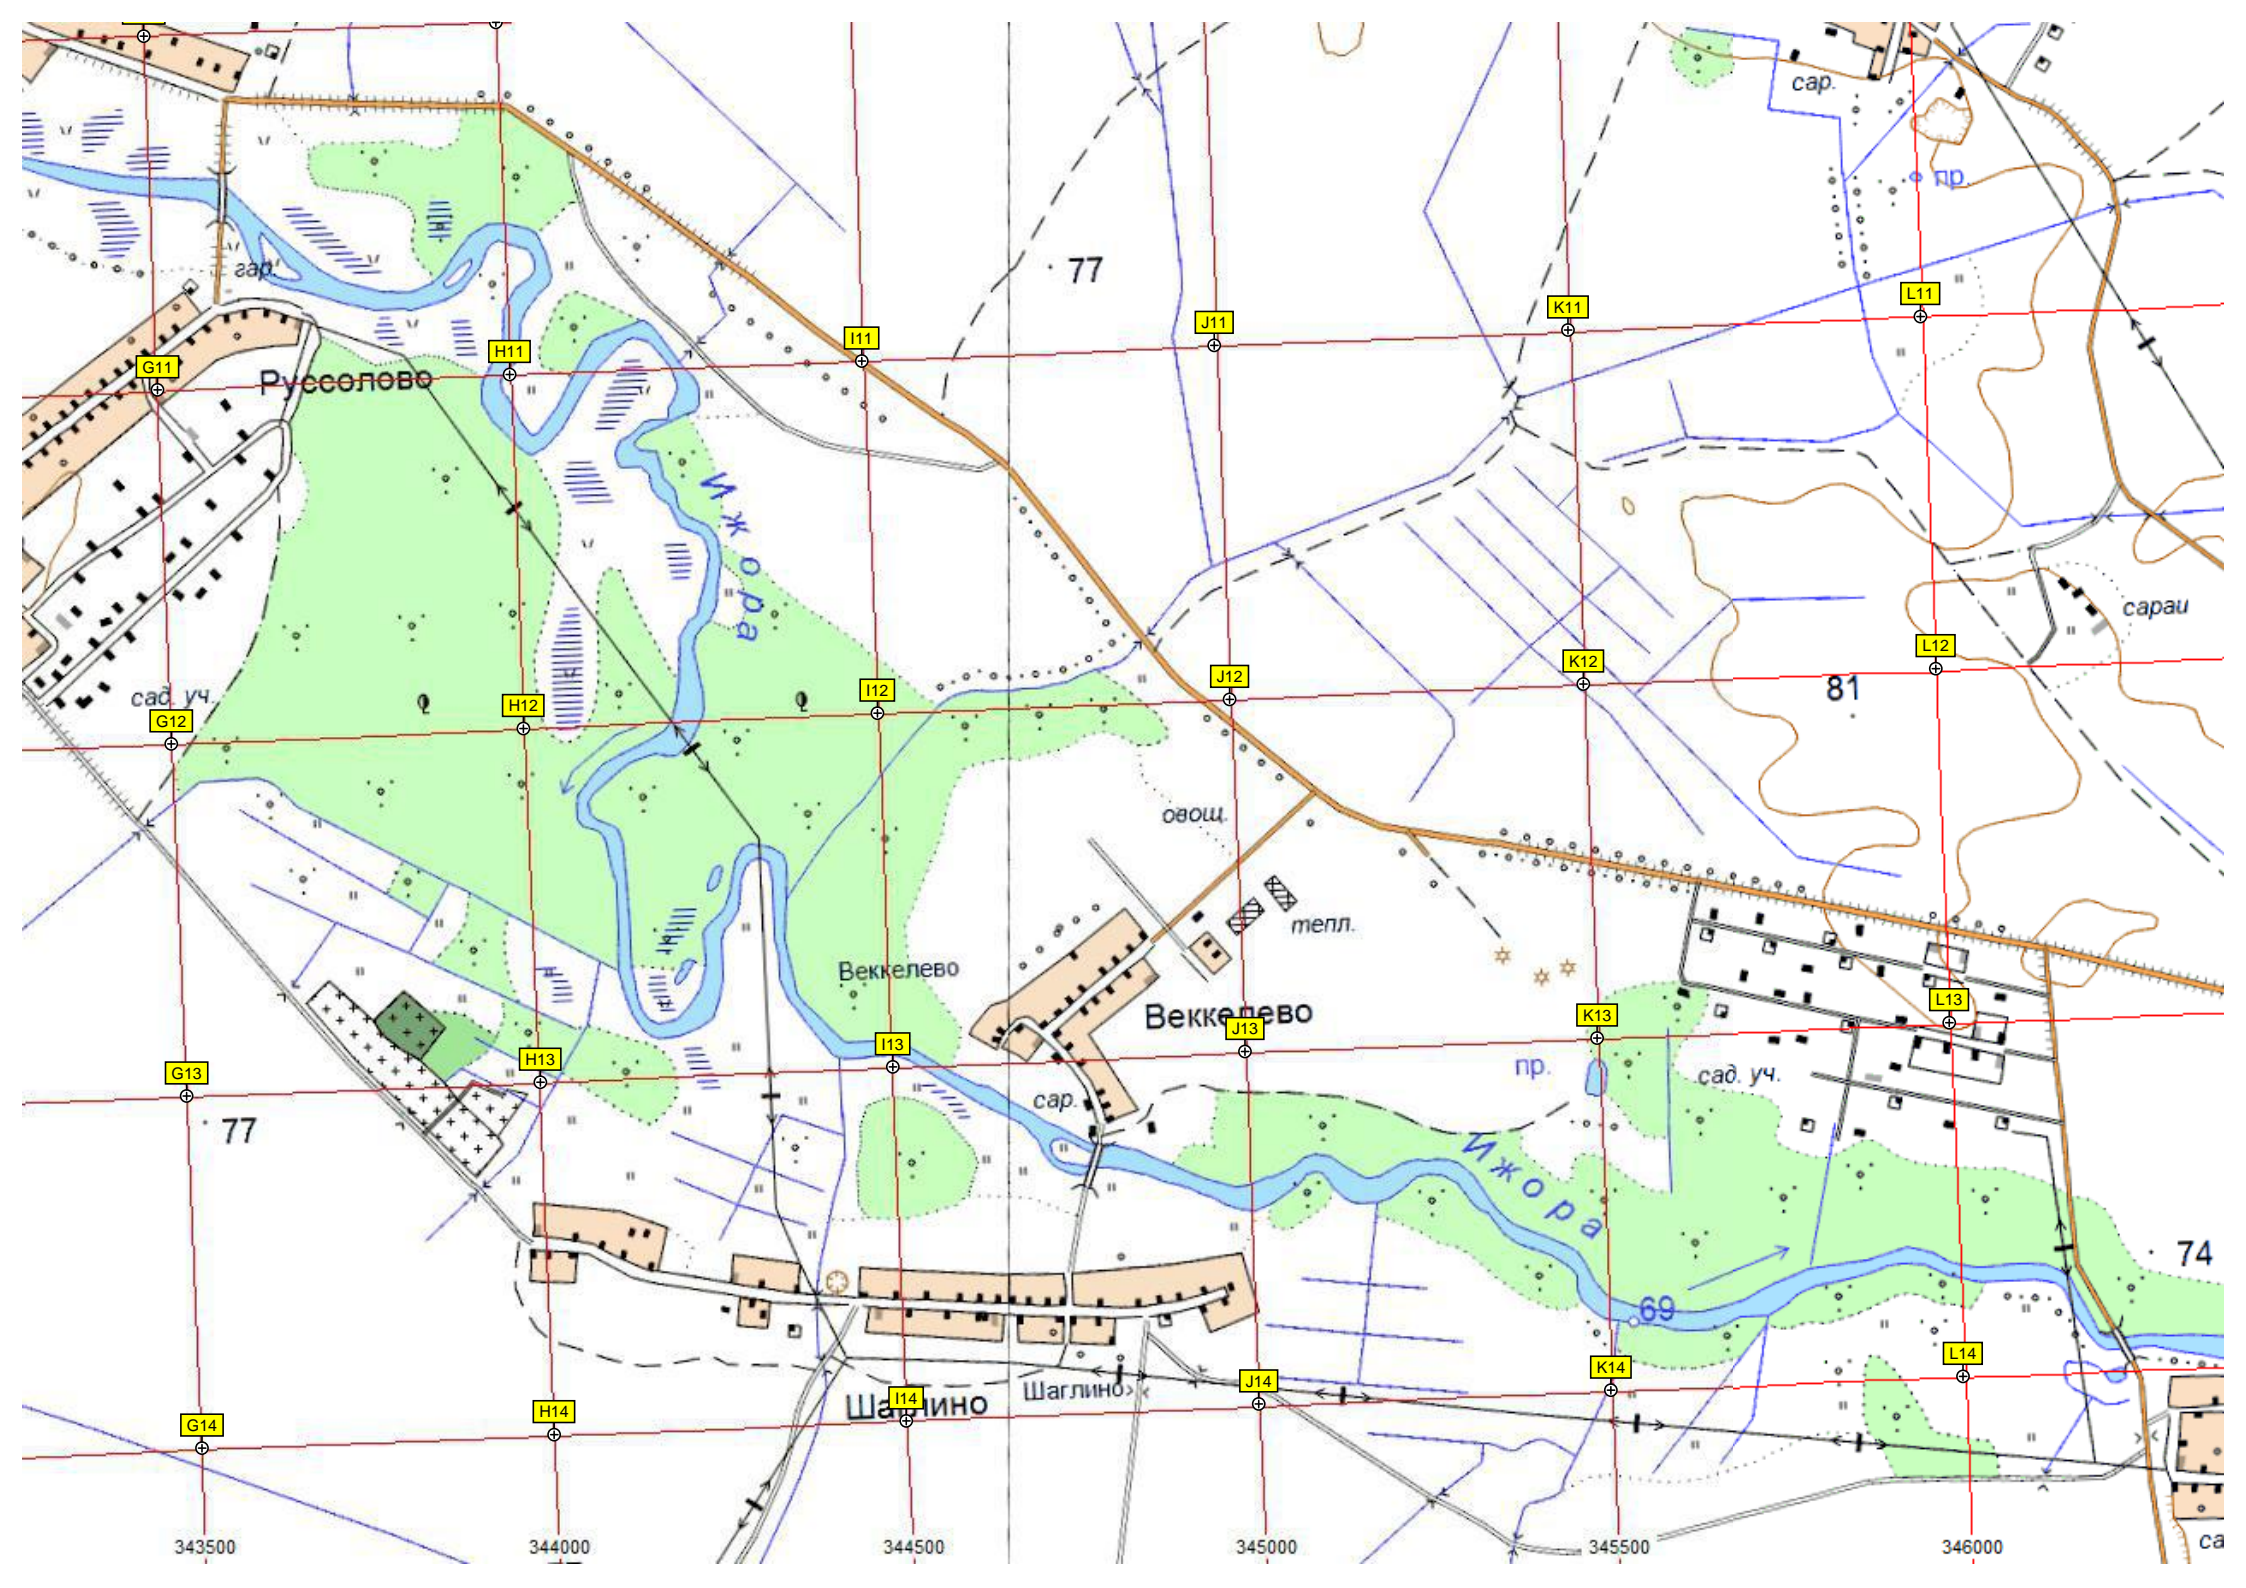 сар.
пр.
77
гар.
L11
K11
J11
I11
H11
G11
Руссолово
Ижора
сараи
L12
K12
81
J12
I12
H12
сад. уч.
G12
овощ.
тепл.
Веккелево
Веккелево
L13
K13
J13
I13
H13
G13
пр.
сад. уч.
сар.
77
Ижора
74
69
L14
K14
J14
Шаглино
I14
Шаглино
H14
G14
са
343500
344000
344500
345000
345500
346000